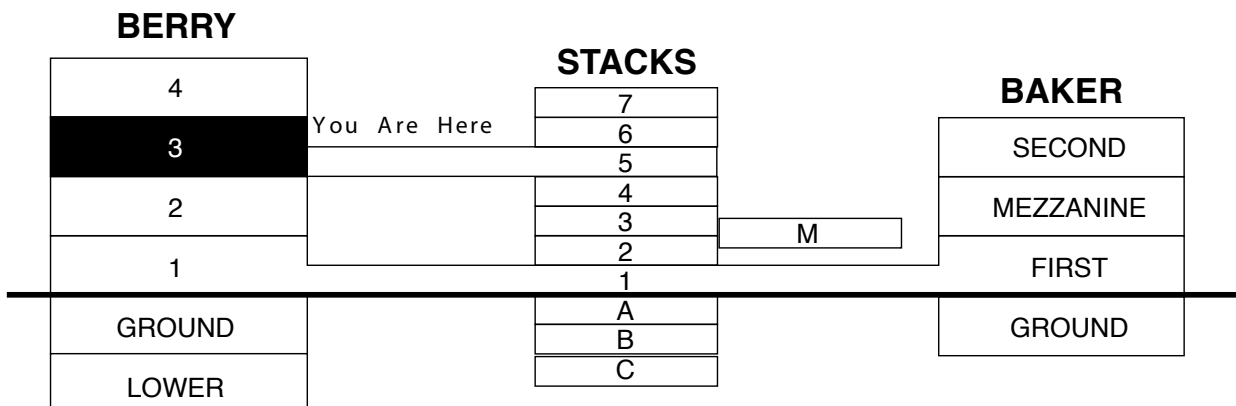 BERRY
4
3
2
1
GROUND
LOWER
You Are Here
STACKS
7
6
5
4
3
2
1
A
B
C
M
BAKER
SECOND
MEZZANINE
FIRST
GROUND